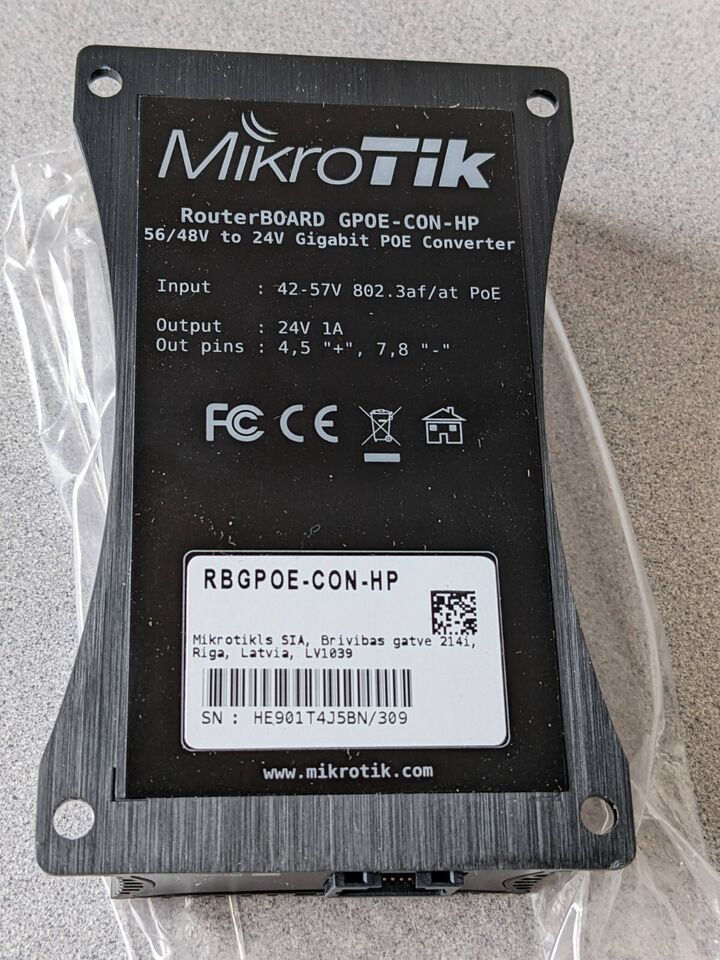 MikroTik
RouterBOARD GPOE-CON-HP
56/48V to 24V Gigabit POE Converter
Input : 42-57V 802.3af/at PoE
Output : 24V 1A
Out pins : 4,5 "+", 7,8 "-"
FC CE
RBGPOE-CON-HP
Mikrotikls SIA, Brivibas gatve 214i,
Riga, Latvia, LV1039
SN : HE901T4J5BN/309
www.mikrotik.com